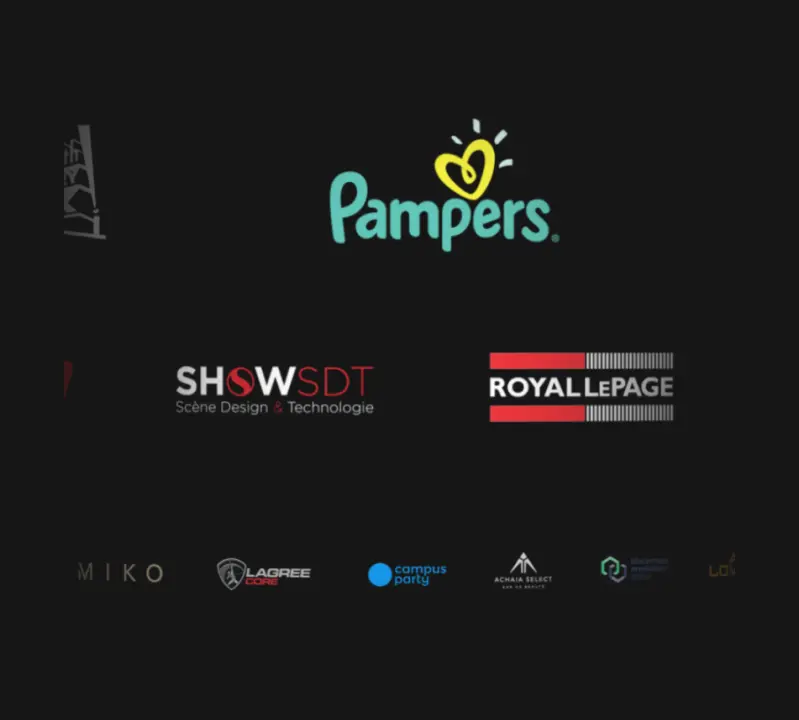 Pampers®
SHOWSDT
Scène Design & Technologie
ROYAL LEPAGE
MIKO
LAGREE
CORE
campus
party
ACHAIA SELECT